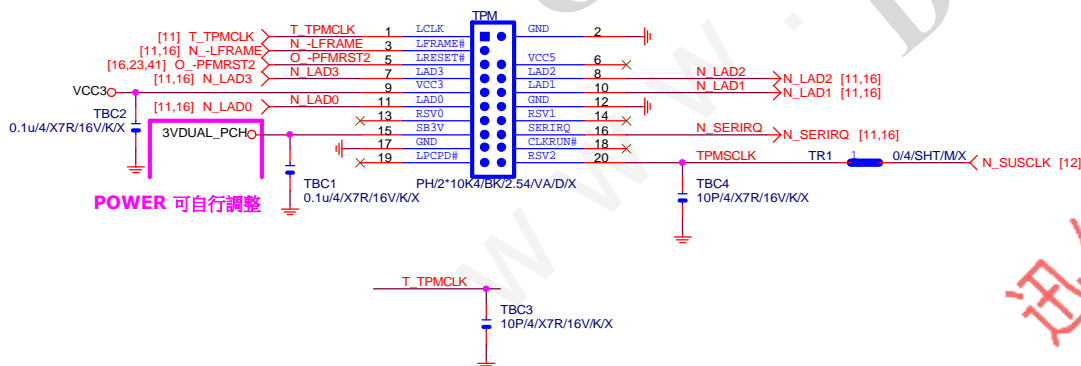 TPM
T_TPMCLK 1 LCLK GND 2
[11] T_TPMCLK
N_-LFRAME 3 LFRAME#
[11,16] N_-LFRAME
O_-PFMRST2 5 LRESET# VCC5 6
[16,23,41] O_-PFMRST2
N_LAD3 7 LAD3 LAD2 8 N_LAD2 N_LAD2 [11,16]
[11,16] N_LAD3
VCC3 9 VCC3 LAD1 10 N_LAD1 N_LAD1 [11,16]
[11,16] N_LAD0 N_LAD0 11 LAD0 GND 12
TBC2
0.1u/4/X7R/16V/K/X
13 RSV0 RSV1 14
3VDUAL_PCH 15 SB3V SERIRQ 16 N_SERIRQ N_SERIRQ [11,16]
17 GND CLKRUN# 18
19 LPCPD# RSV2 20 TPMSCLK TR1 1 0/4/SHT/M/X N_SUSCLK [12]
PH/2*10K4/BK/2.54/VA/D/X
TBC1
0.1u/4/X7R/16V/K/X
TBC4
10P/4/X7R/16V/K/X
POWER 可自行調整
T_TPMCLK
TBC3
10P/4/X7R/16V/K/X
www.
D
迅